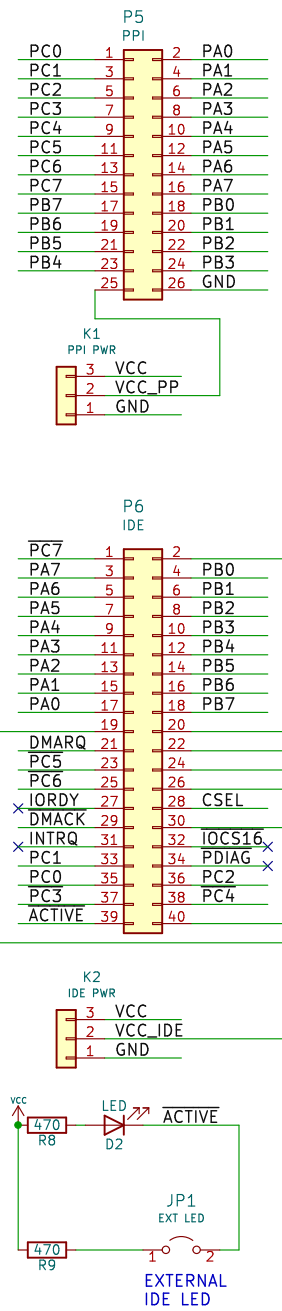 P5
PPI
PC0 1 2 PA0
PC1 3 4 PA1
PC2 5 6 PA2
PC3 7 8 PA3
PC4 9 10 PA4
PC5 11 12 PA5
PC6 13 14 PA6
PC7 15 16 PA7
PB7 17 18 PB0
PB6 19 20 PB1
PB5 21 22 PB2
PB4 23 24 PB3
25 26 GND
K1
PPI PWR
3 VCC
2 VCC_PP
1 GND
P6
IDE
PC7 1 2
PA7 3 4 PB0
PA6 5 6 PB1
PA5 7 8 PB2
PA4 9 10 PB3
PA3 11 12 PB4
PA2 13 14 PB5
PA1 15 16 PB6
PA0 17 18 PB7
19 20
DMARQ 21 22
PC5 23 24
PC6 25 26
IORDY 27 28 CSEL
DMACK 29 30
INTRQ 31 32 IOCS16
PC1 33 34 PDIAG
PC0 35 36 PC2
PC3 37 38 PC4
ACTIVE 39 40
K2
IDE PWR
3 VCC
2 VCC_IDE
1 GND
VCC
LED
ACTIVE
470
R8
D2
JP1
EXT LED
470
R9
1 2
EXTERNAL
IDE LED